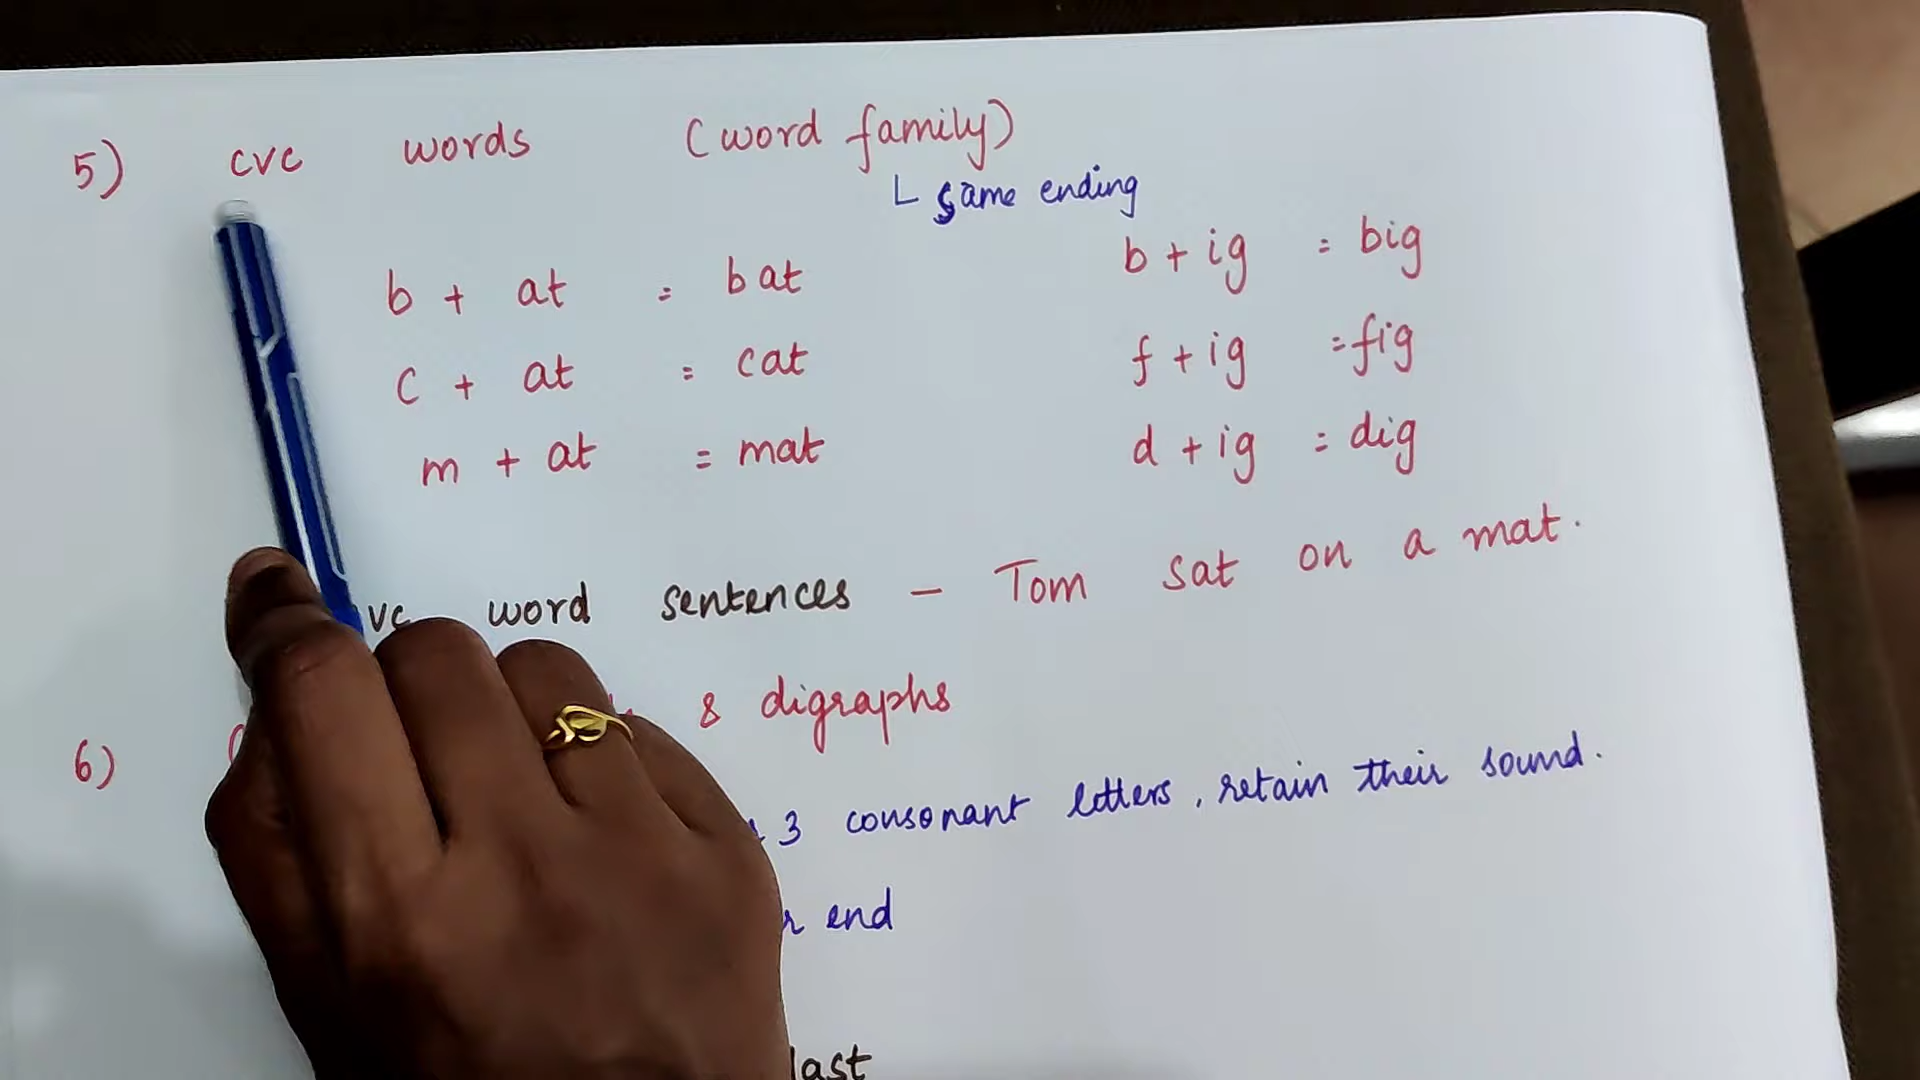 5) cvc words (word family)
└ same ending
b + at = bat
c + at = cat
m + at = mat
b + ig = big
f + ig = fig
d + ig = dig
vc word sentences – Tom sat on a mat.
6) & digraphs
3 consonant letters, retain their sound.
end
last